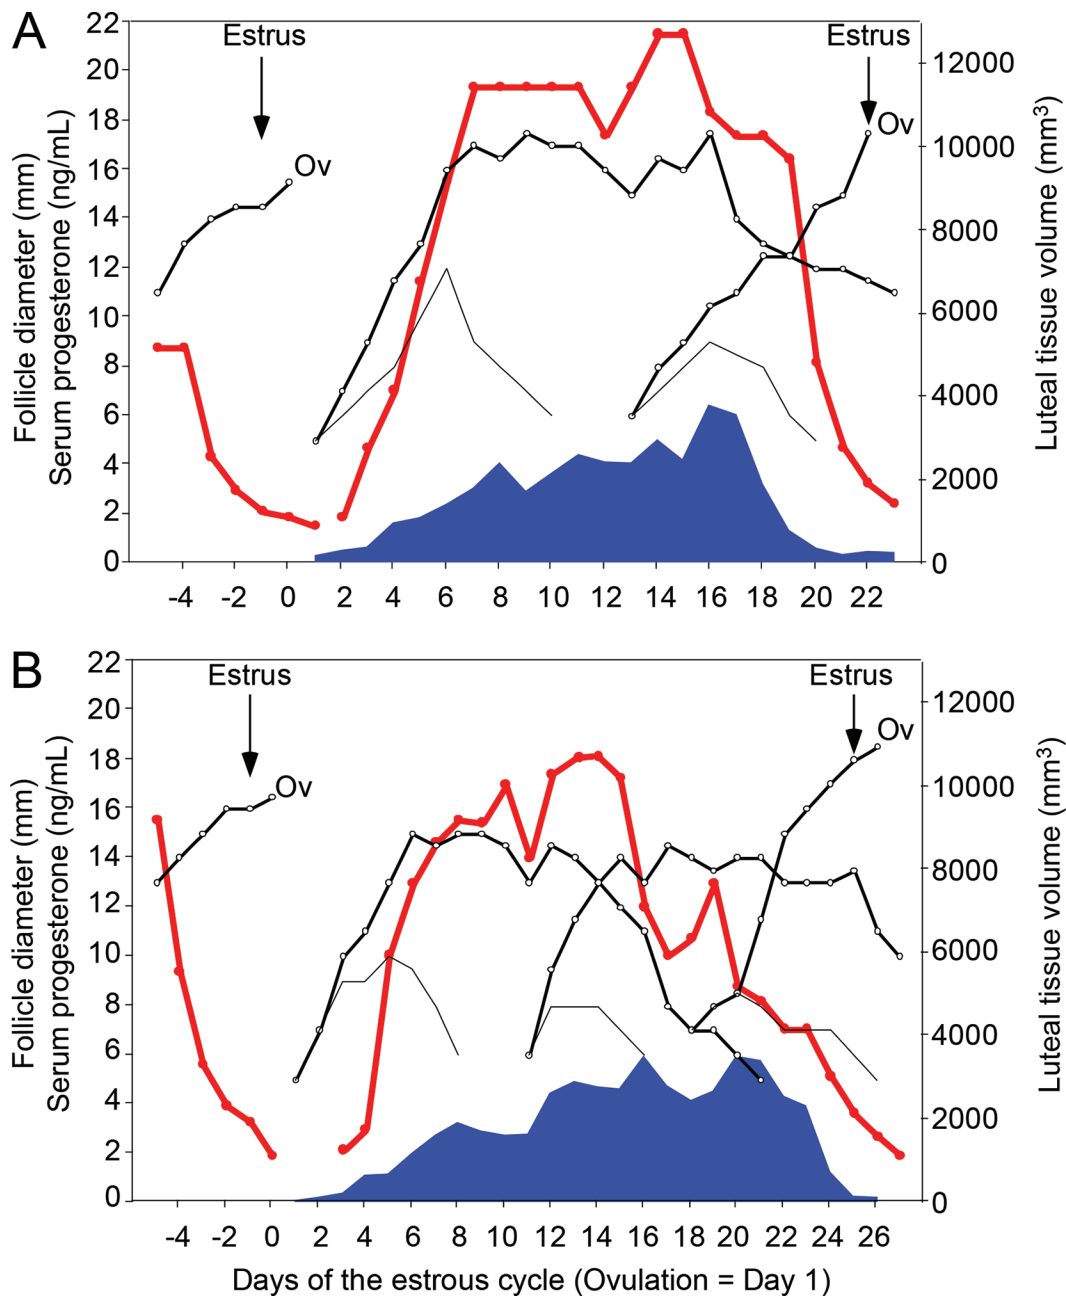 A
Estrus
Estrus
Ov
Ov
Follicle diameter (mm)
Serum progesterone (ng/mL)
22
20
18
16
14
12
10
8
6
4
2
0
Luteal tissue volume (mm³)
12000
10000
8000
6000
4000
2000
0
-4 -2 0 2 4 6 8 10 12 14 16 18 20 22
B
Estrus
Estrus
Ov
Ov
Follicle diameter (mm)
Serum progesterone (ng/mL)
22
20
18
16
14
12
10
8
6
4
2
0
Luteal tissue volume (mm³)
12000
10000
8000
6000
4000
2000
0
-4 -2 0 2 4 6 8 10 12 14 16 18 20 22 24 26
Days of the estrous cycle (Ovulation = Day 1)